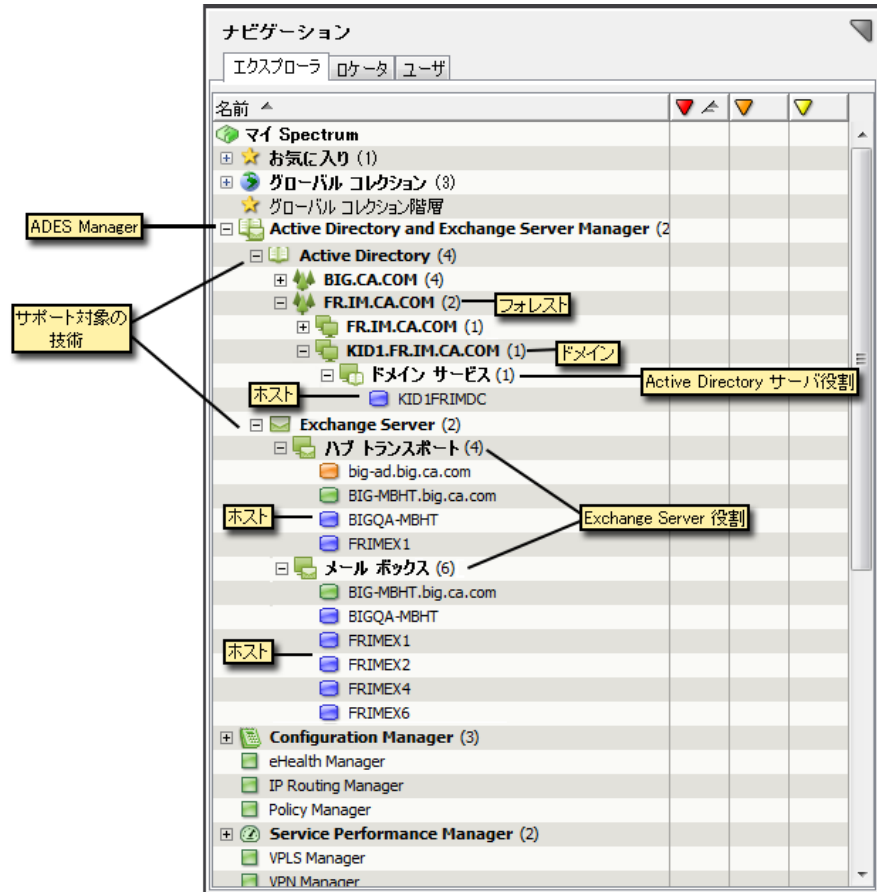 ナビゲーション
エクスプローラ ロケータ ユーザ
名前
マイ Spectrum
お気に入り (1)
グローバル コレクション (3)
グローバル コレクション階層
ADES Manager
Active Directory and Exchange Server Manager (2
Active Directory (4)
BIG.CA.COM (4)
FR.IM.CA.COM (2) フォレスト
サポート対象の
技術
FR.IM.CA.COM (1)
KID1.FR.IM.CA.COM (1) ドメイン
ドメイン サービス (1) Active Directory サーバ役割
ホスト KID1FRIMDC
Exchange Server (2)
ハブ トランスポート (4)
big-ad.big.ca.com
BIG-MBHT.big.ca.com
ホスト BIGQA-MBHT Exchange Server 役割
FRIMEX1
メール ボックス (6)
BIG-MBHT.big.ca.com
BIGQA-MBHT
FRIMEX1
ホスト FRIMEX2
FRIMEX4
FRIMEX6
Configuration Manager (3)
eHealth Manager
IP Routing Manager
Policy Manager
Service Performance Manager (2)
VPLS Manager
VPN Manager